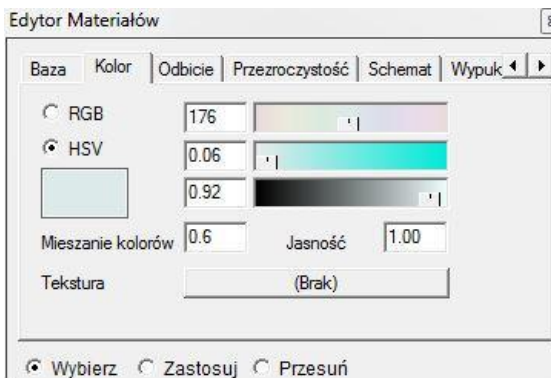 Edytor Materiałów
Baza Kolor Odbicie Przezroczystość Schemat Wypuk
RGB 176
HSV 0.06
0.92
Mieszanie kolorów 0.6 Jasność 1.00
Tekstura (Brak)
Wybierz Zastosuj Przesuń